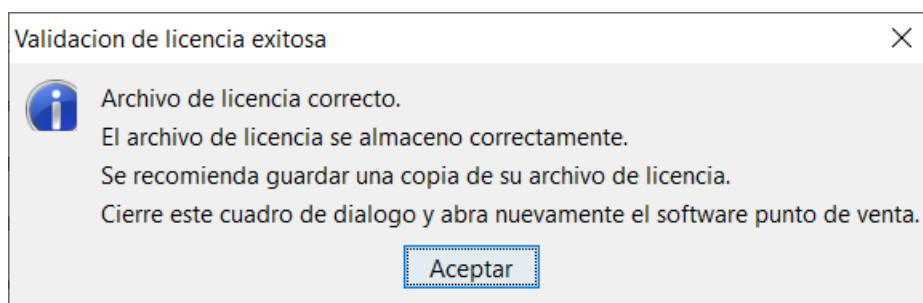 Validacion de licencia exitosa
Archivo de licencia correcto.
El archivo de licencia se almaceno correctamente.
Se recomienda guardar una copia de su archivo de licencia.
Cierre este cuadro de dialogo y abra nuevamente el software punto de venta.
Aceptar